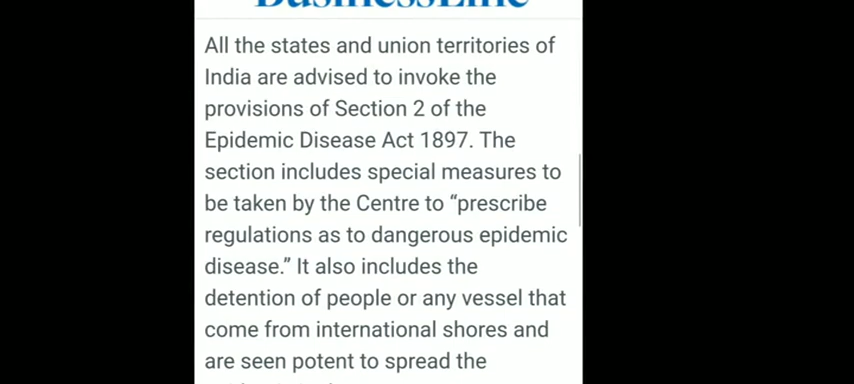 BusinessLine
All the states and union territories of
India are advised to invoke the
provisions of Section 2 of the
Epidemic Disease Act 1897. The
section includes special measures to
be taken by the Centre to “prescribe
regulations as to dangerous epidemic
disease.” It also includes the
detention of people or any vessel that
come from international shores and
are seen potent to spread the